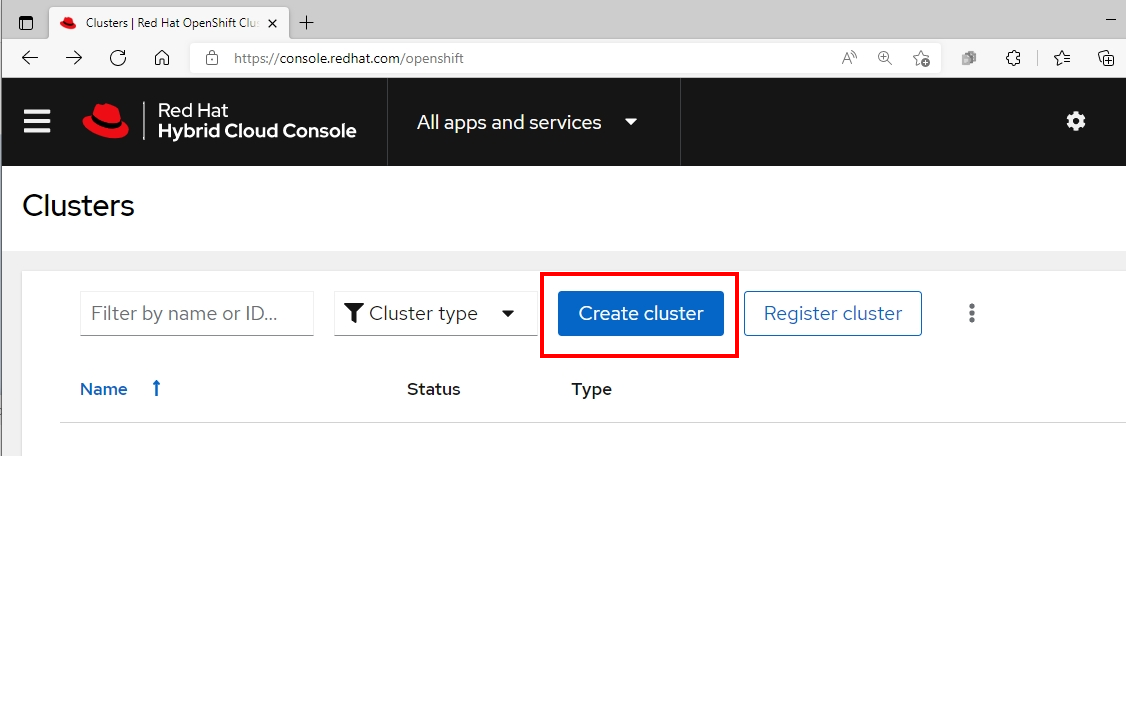 Clusters | Red Hat OpenShift Clus
https://console.redhat.com/openshift
Red Hat
Hybrid Cloud Console
All apps and services
Clusters
Filter by name or ID...
Cluster type
Create cluster
Register cluster
Name
Status
Type